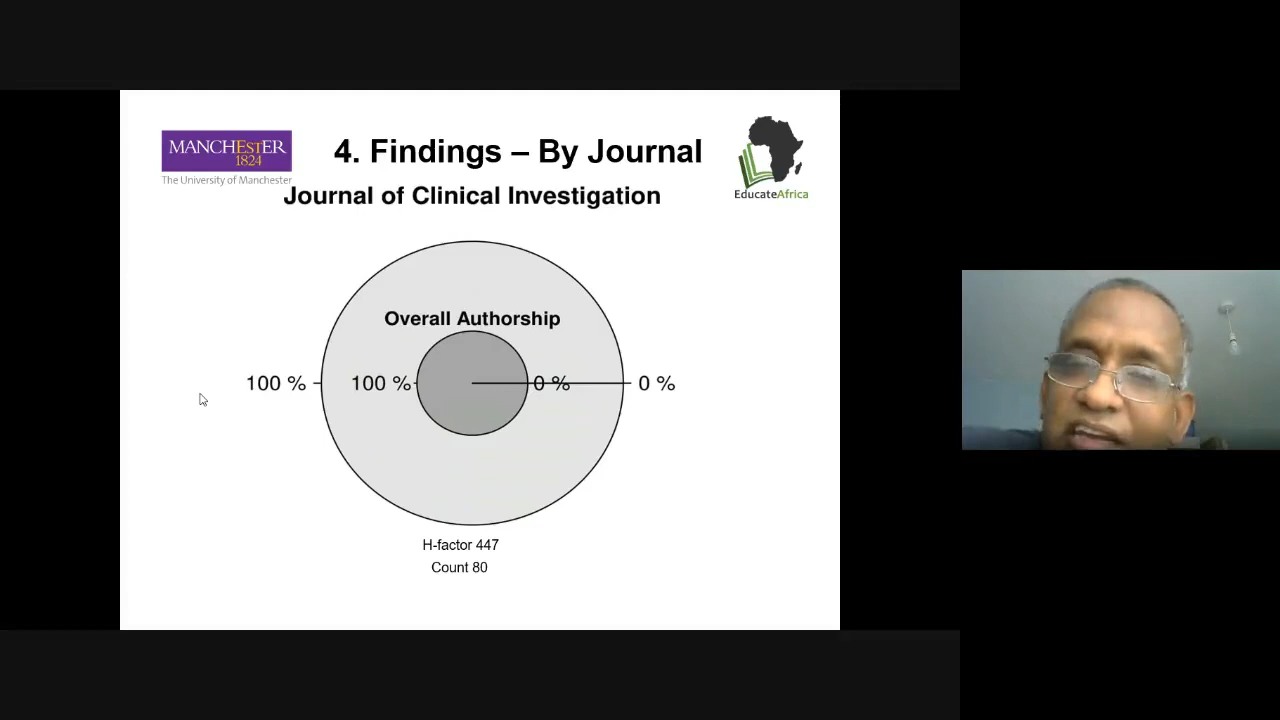 MANCHESTER
1824
The University of Manchester
4. Findings – By Journal
EducateAfrica
Journal of Clinical Investigation
Overall Authorship
100 %
100 %
0 %
0 %
H-factor 447
Count 80